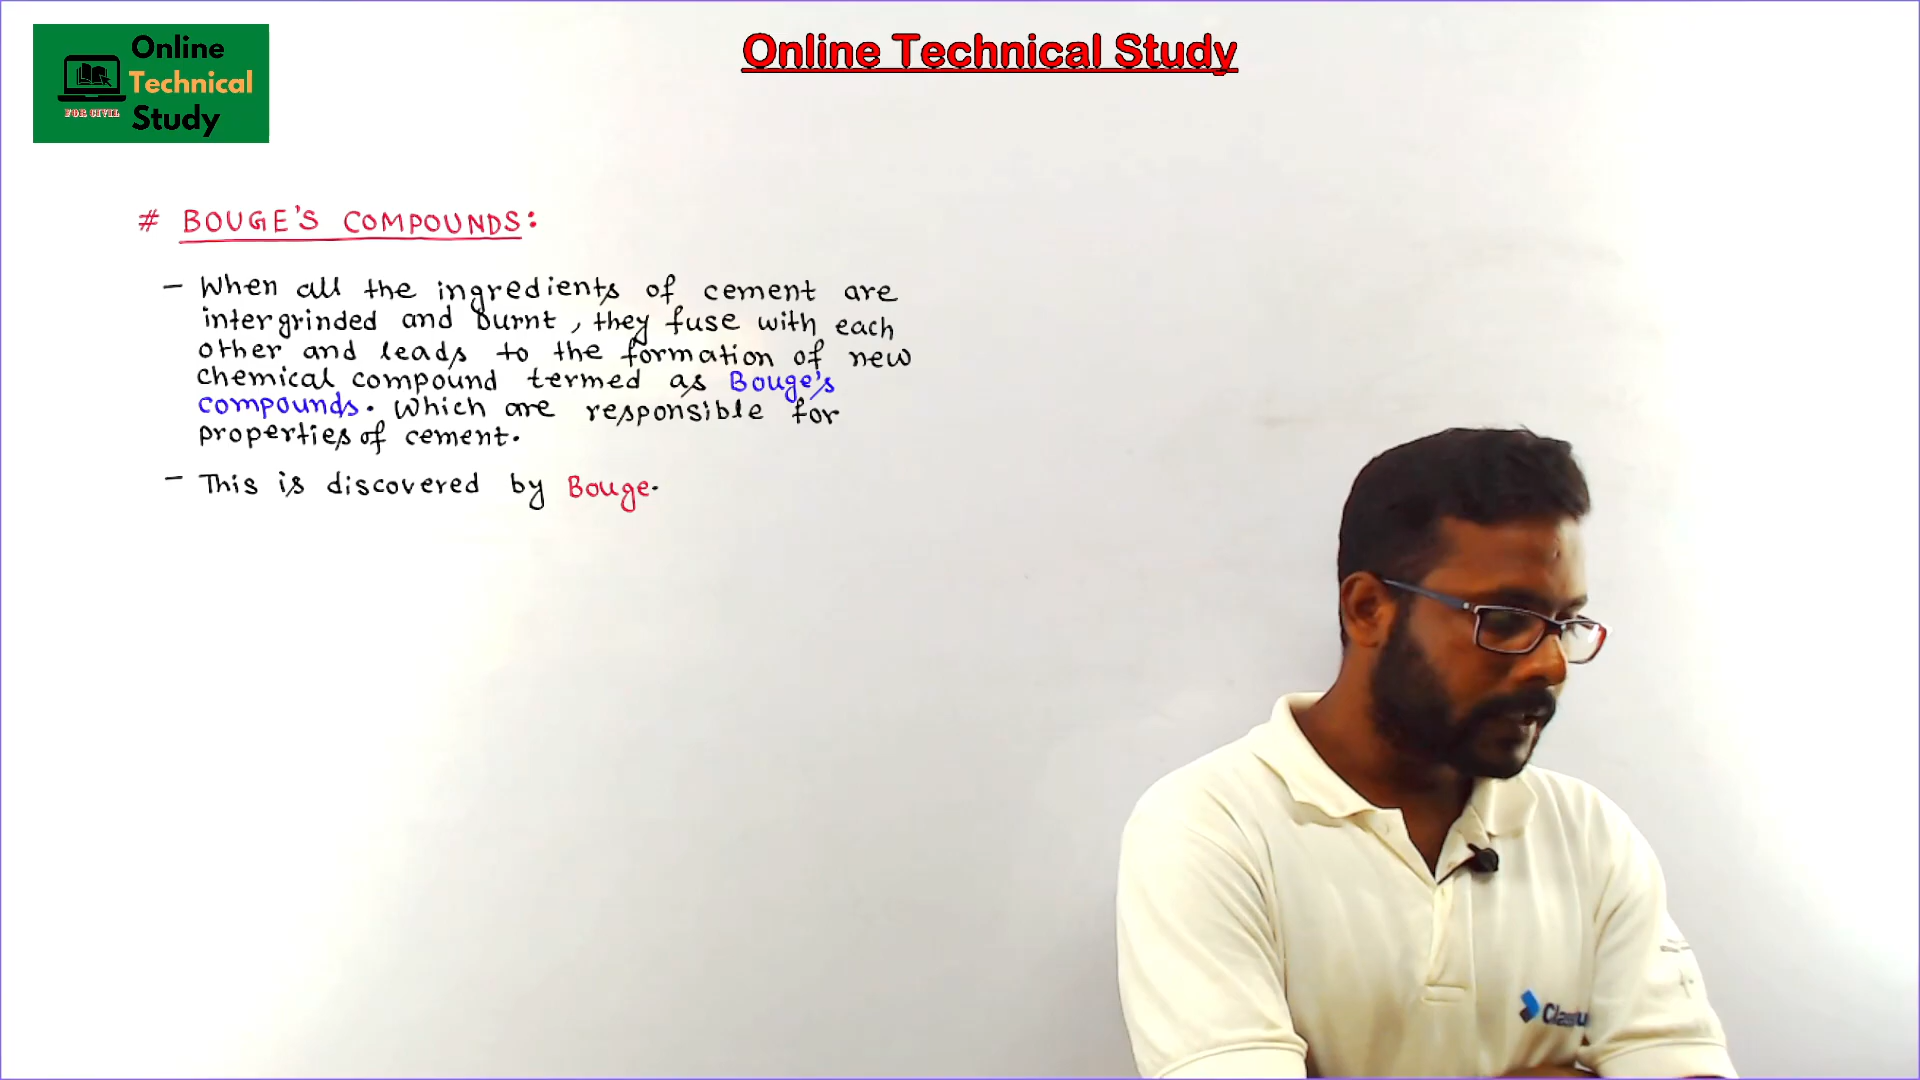 Online
Technical
Study
FOR CIVIL
Online Technical Study
# BOUGE'S COMPOUNDS:
- When all the ingredients of cement are
intergrinded and burnt, they fuse with each
other and leads to the formation of new
chemical compound termed as Bouge's
compounds. Which are responsible for
properties of cement.
- This is discovered by Bouge.